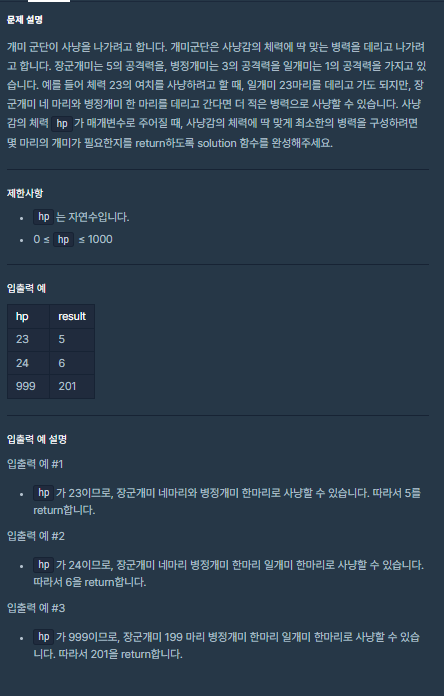 문제 설명
개미 군단이 사냥을 나가려고 합니다. 개미군단은 사냥감의 체력에 딱 맞는 병력을 데리고 나가려
고 합니다. 장군개미는 5의 공격력을, 병정개미는 3의 공격력을 일개미는 1의 공격력을 가지고 있
습니다. 예를 들어 체력 23의 여치를 사냥하려고 할 때, 일개미 23마리를 데리고 가도 되지만, 장
군개미 네 마리와 병정개미 한 마리를 데리고 간다면 더 적은 병력으로 사냥할 수 있습니다. 사냥
감의 체력 hp 가 매개변수로 주어질 때, 사냥감의 체력에 딱 맞게 최소한의 병력을 구성하려면
몇 마리의 개미가 필요한지를 return하도록 solution 함수를 완성해주세요.
제한사항
• hp 는 자연수입니다.
• 0 ≤ hp ≤ 1000
입출력 예
hp result
23 5
24 6
999 201
입출력 예 설명
입출력 예 #1
• hp 가 23이므로, 장군개미 네마리와 병정개미 한마리로 사냥할 수 있습니다. 따라서 5를
return합니다.
입출력 예 #2
• hp 가 24이므로, 장군개미 네마리 병정개미 한마리 일개미 한마리로 사냥할 수 있습니다.
따라서 6을 return합니다.
입출력 예 #3
• hp 가 999이므로, 장군개미 199 마리 병정개미 한마리 일개미 한마리로 사냥할 수 있습
니다. 따라서 201을 return합니다.